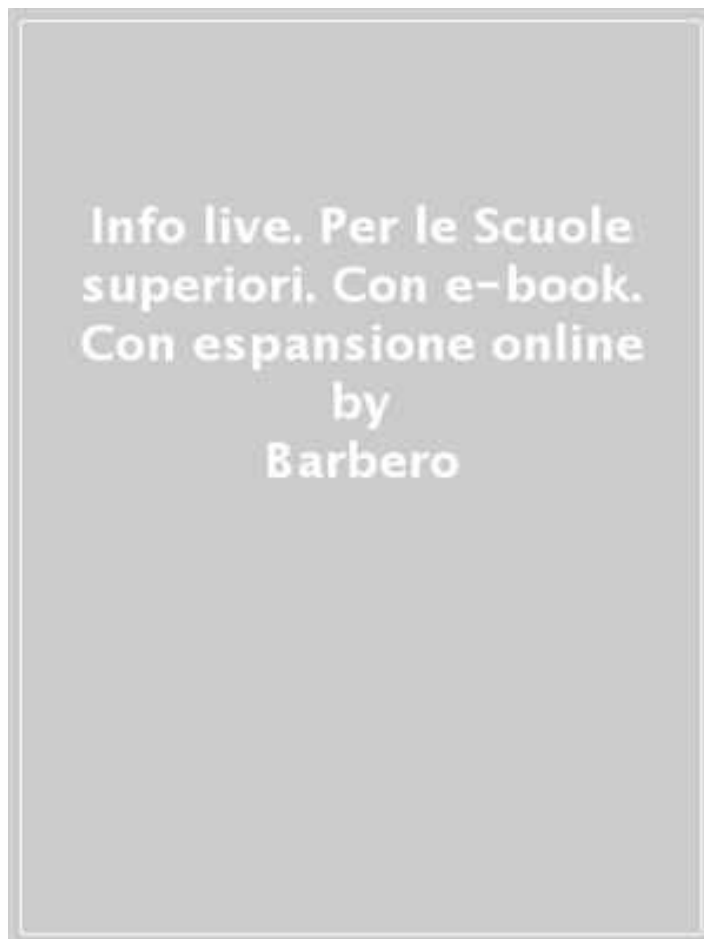 Info live. Per le Scuole
superiori. Con e-book.
Con espansione online
by
Barbero